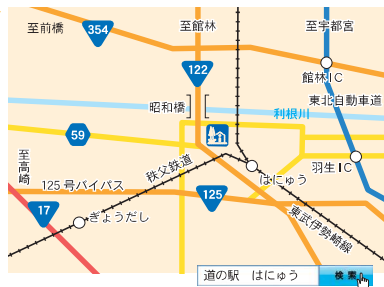 至前橋
354
至館林
至宇都宮
122
館林IC
昭和橋
東北自動車道
利根川
59
至高崎
秩父鉄道
はにゅう
羽生IC
125号バイパス
125
17
ぎょうだし
東武伊勢崎線
道の駅 はにゅう
検索